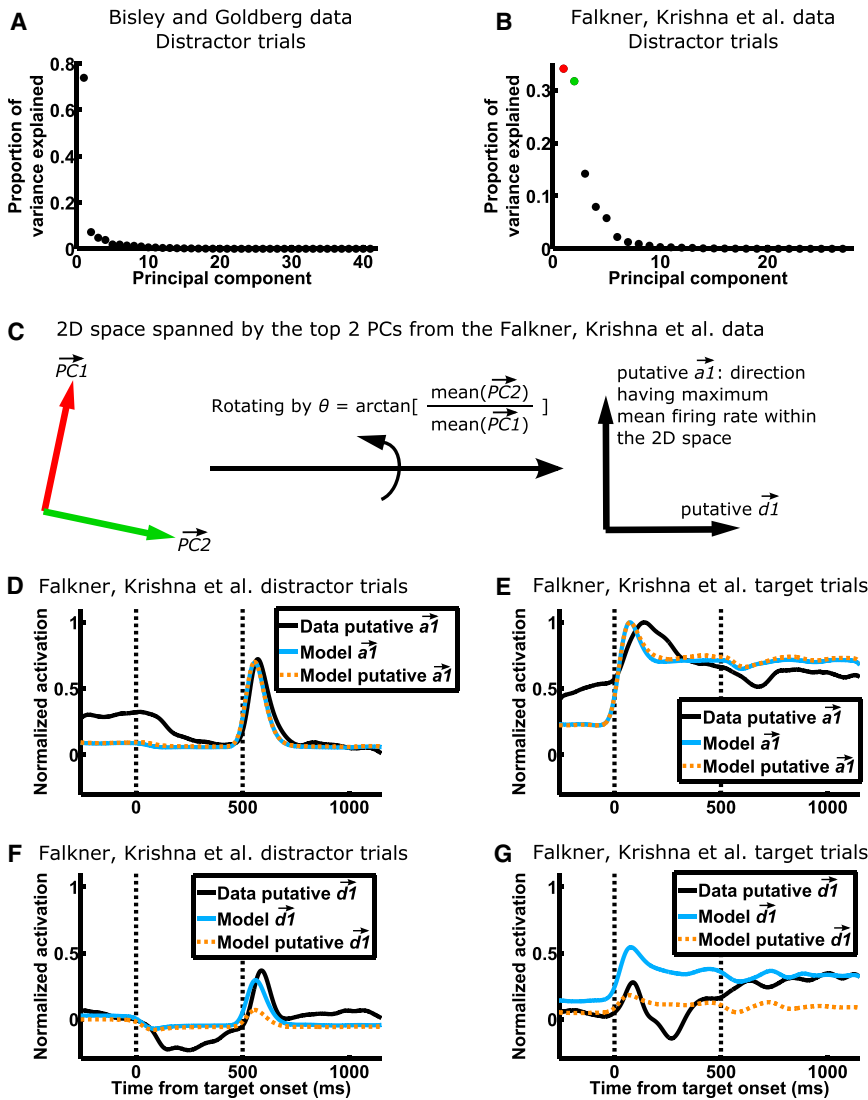 A
Bisley and Goldberg data
Distractor trials
Proportion of
variance explained
0.8
0.6
0.4
0.2
0
0 10 20 30 40
Principal component
B
Falkner, Krishna et al. data
Distractor trials
Proportion of
variance explained
0.3
0.2
0.1
0
0 10 20
Principal component
C
2D space spanned by the top 2 PCs from the Falkner, Krishna et al. data
PC1
PC2
Rotating by θ = arctan[ mean(PC2) / mean(PC1) ]
putative a1: direction
having maximum
mean firing rate within
the 2D space
putative d1
D
Falkner, Krishna et al. distractor trials
Normalized activation
1
0.5
0
0 500 1000
Data putative a1
Model a1
Model putative a1
E
Falkner, Krishna et al. target trials
Normalized activation
1
0.5
0
0 500 1000
Data putative a1
Model a1
Model putative a1
F
Falkner, Krishna et al. distractor trials
Normalized activation
1
0.5
0
0 500 1000
Time from target onset (ms)
Data putative d1
Model d1
Model putative d1
G
Falkner, Krishna et al. target trials
Normalized activation
1
0.5
0
0 500 1000
Time from target onset (ms)
Data putative d1
Model d1
Model putative d1